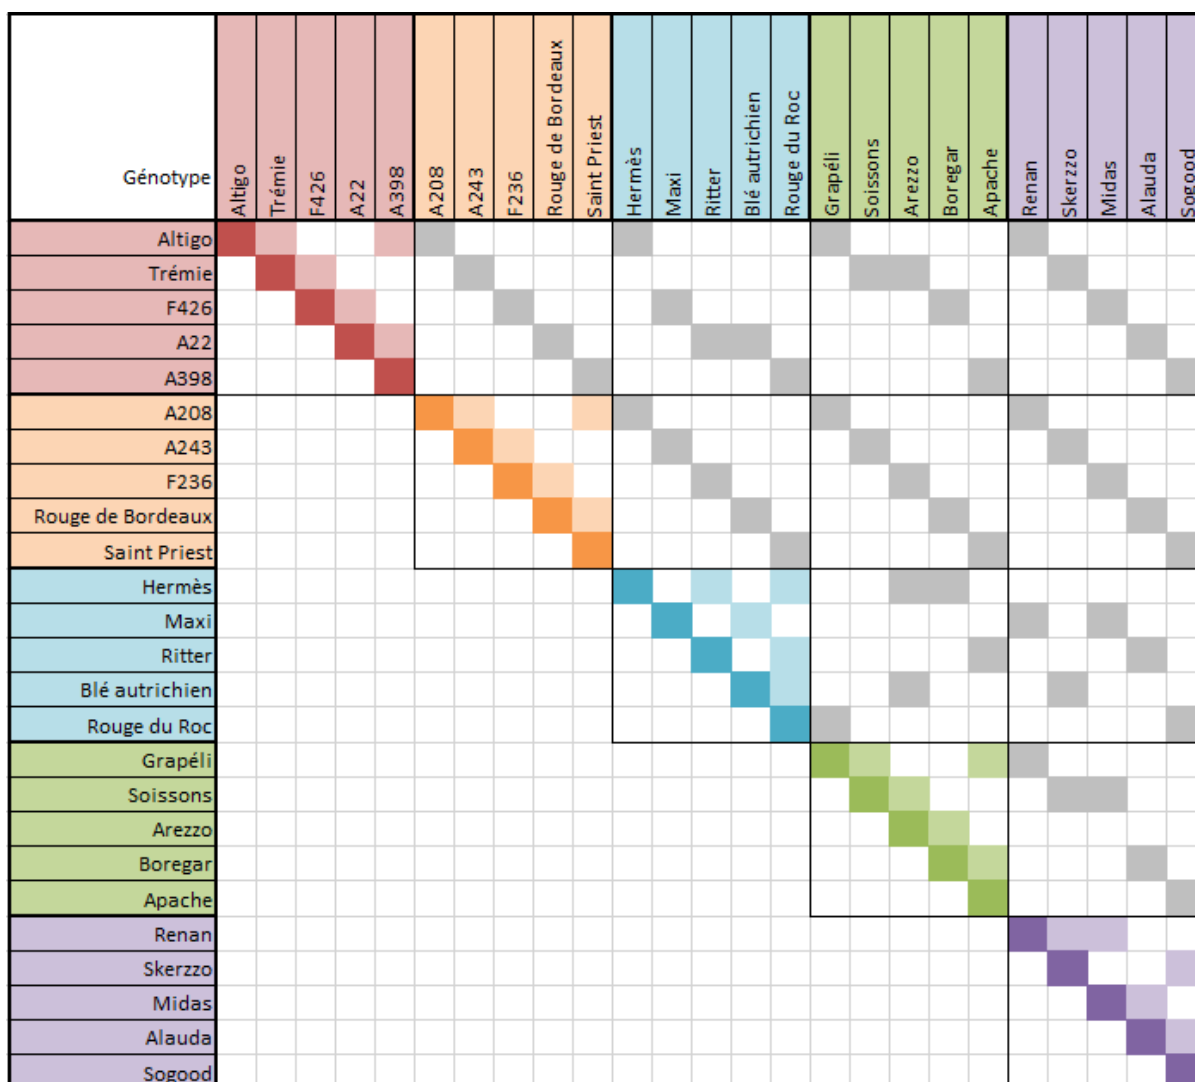 Génotype
Altigo
Trémie
F426
A22
A398
A208
A243
F236
Rouge de Bordeaux
Saint Priest
Hermès
Maxi
Ritter
Blé autrichien
Rouge du Roc
Grapéli
Soissons
Arezzo
Boregar
Apache
Renan
Skerzzo
Midas
Alauda
Sogood
Altigo
Trémie
F426
A22
A398
A208
A243
F236
Rouge de Bordeaux
Saint Priest
Hermès
Maxi
Ritter
Blé autrichien
Rouge du Roc
Grapéli
Soissons
Arezzo
Boregar
Apache
Renan
Skerzzo
Midas
Alauda
Sogood